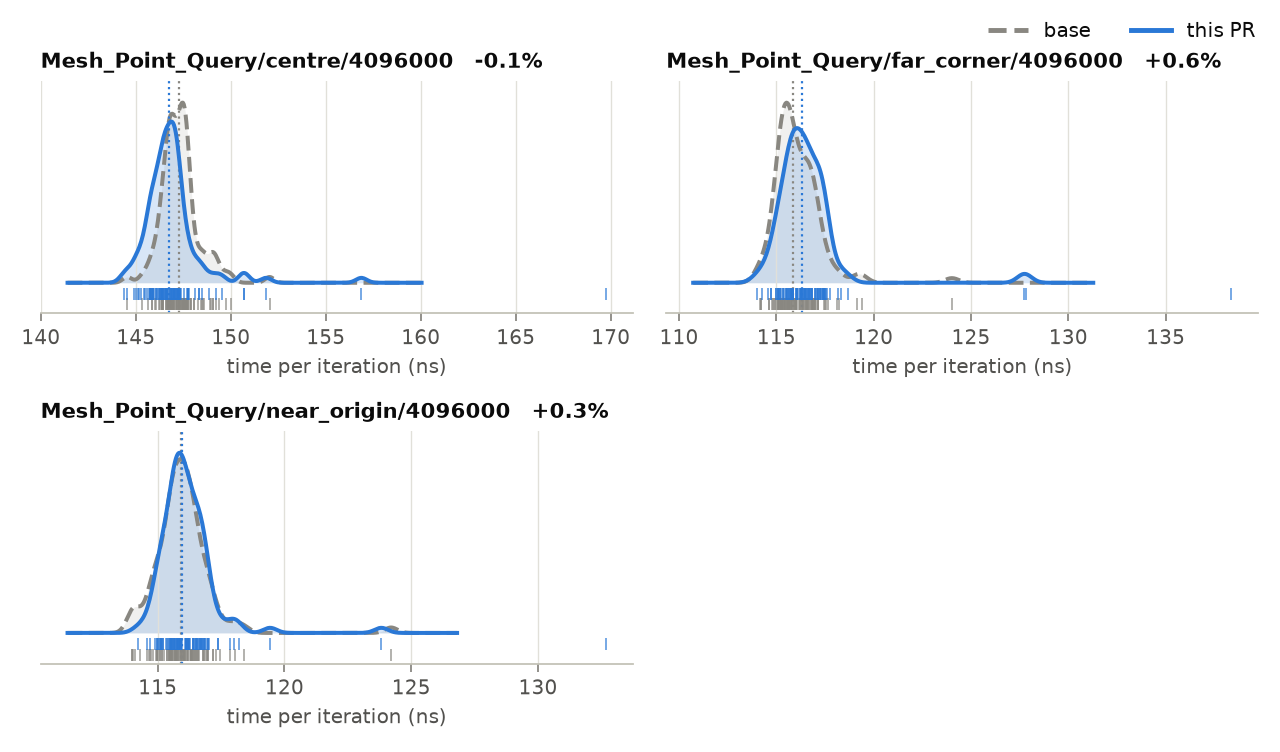 base this PR
Mesh_Point_Query/centre/4096000 -0.1%
140 145 150 155 160 165 170
time per iteration (ns)
Mesh_Point_Query/far_corner/4096000 +0.6%
110 115 120 125 130 135
time per iteration (ns)
Mesh_Point_Query/near_origin/4096000 +0.3%
115 120 125 130
time per iteration (ns)